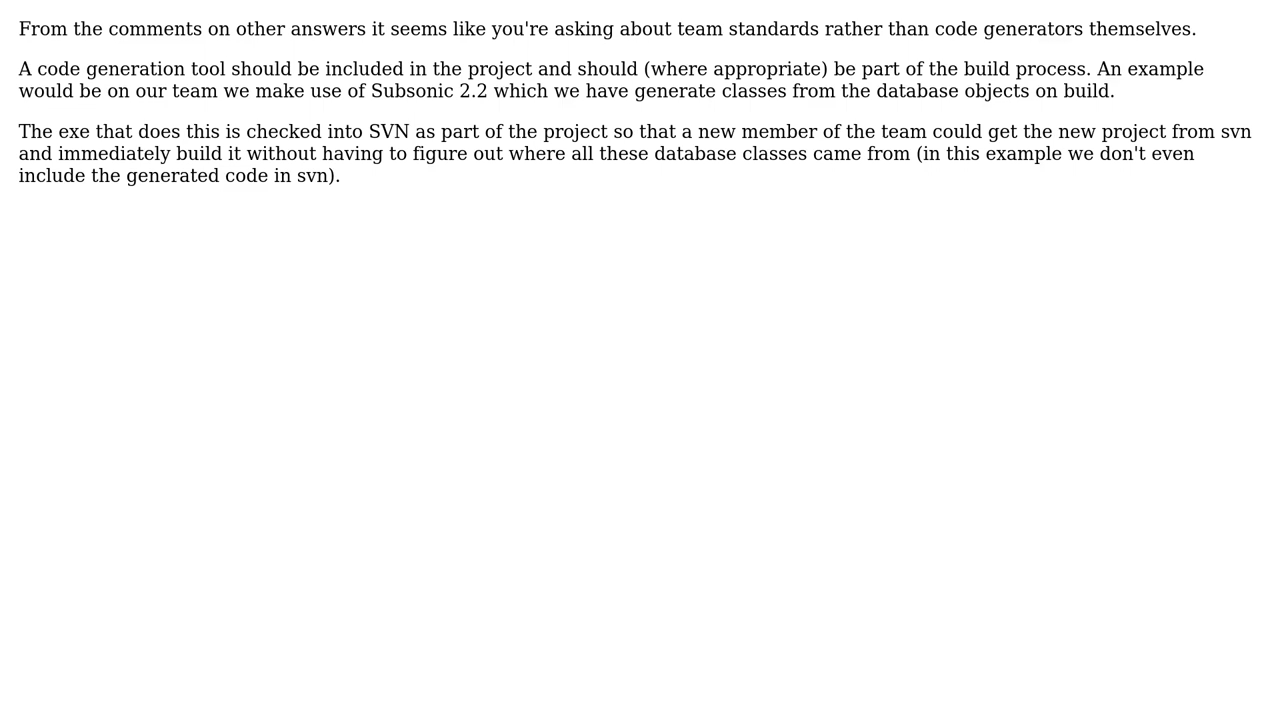 From the comments on other answers it seems like you're asking about team standards rather than code generators themselves.
A code generation tool should be included in the project and should (where appropriate) be part of the build process. An example
would be on our team we make use of Subsonic 2.2 which we have generate classes from the database objects on build.
The exe that does this is checked into SVN as part of the project so that a new member of the team could get the new project from svn
and immediately build it without having to figure out where all these database classes came from (in this example we don't even
include the generated code in svn).